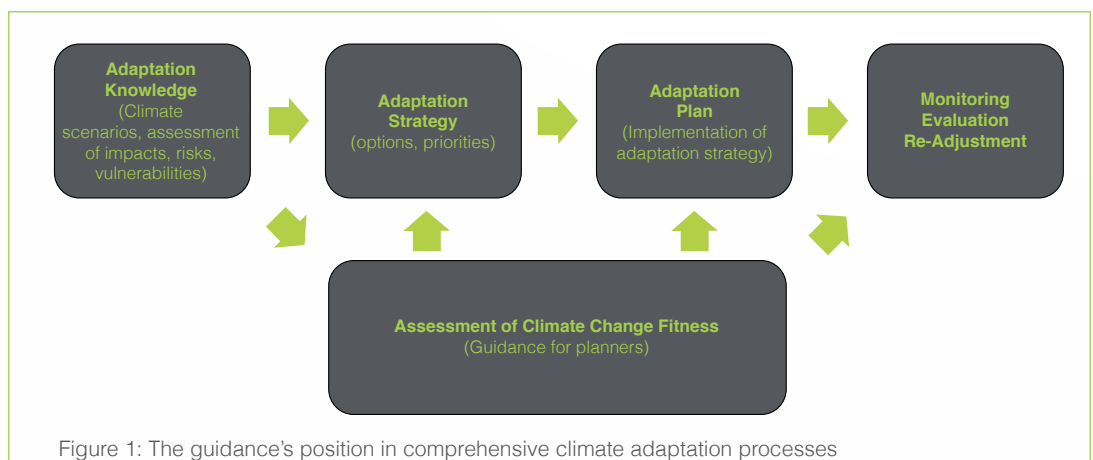 Adaptation
Knowledge
(Climate
scenarios, assessment
of impacts, risks,
vulnerabilities)
Adaptation
Strategy
(options, priorities)
Adaptation
Plan
(Implementation of
adaptation strategy)
Monitoring
Evaluation
Re-Adjustment
Assessment of Climate Change Fitness
(Guidance for planners)
Figure 1: The guidance’s position in comprehensive climate adaptation processes